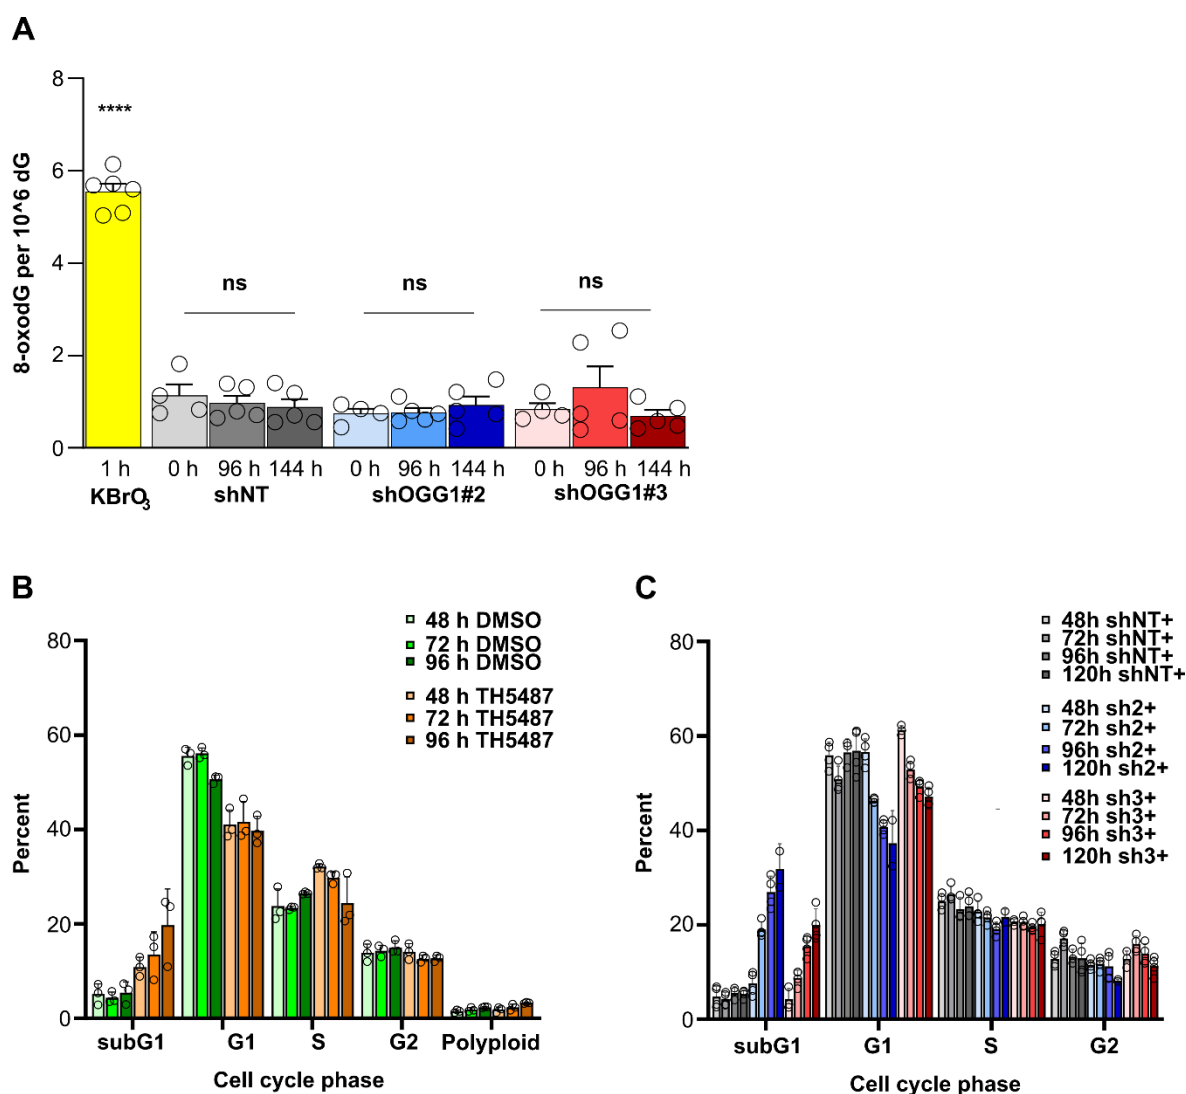 A
8-oxodG per 10^6 dG
8
6
4
2
0
****
ns
ns
ns
1 h
0 h
96 h
144 h
0 h
96 h
144 h
0 h
96 h
144 h
KBrO3
shNT
shOGG1#2
shOGG1#3
B
Percent
80
60
40
20
0
48 h DMSO
72 h DMSO
96 h DMSO
48 h TH5487
72 h TH5487
96 h TH5487
subG1
G1
S
G2
Polyploid
Cell cycle phase
C
Percent
80
60
40
20
0
48h shNT+
72h shNT+
96h shNT+
120h shNT+
48h sh2+
72h sh2+
96h sh2+
120h sh2+
48h sh3+
72h sh3+
96h sh3+
120h sh3+
subG1
G1
S
G2
Cell cycle phase